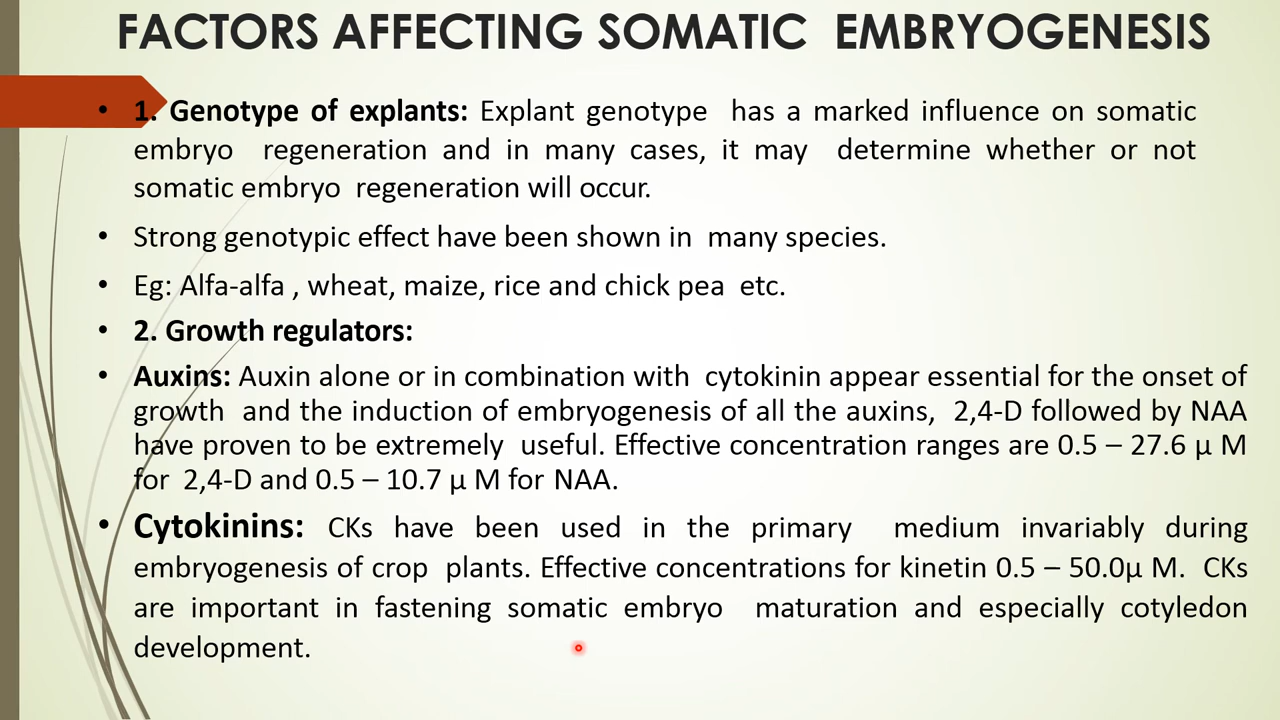 FACTORS AFFECTING SOMATIC EMBRYOGENESIS
• 1. Genotype of explants: Explant genotype has a marked influence on somatic
embryo regeneration and in many cases, it may determine whether or not
somatic embryo regeneration will occur.
• Strong genotypic effect have been shown in many species.
• Eg: Alfa-alfa , wheat, maize, rice and chick pea etc.
• 2. Growth regulators:
• Auxins: Auxin alone or in combination with cytokinin appear essential for the onset of
growth and the induction of embryogenesis of all the auxins, 2,4-D followed by NAA
have proven to be extremely useful. Effective concentration ranges are 0.5 – 27.6 µ M
for 2,4-D and 0.5 – 10.7 µ M for NAA.
• Cytokinins: CKs have been used in the primary medium invariably during
embryogenesis of crop plants. Effective concentrations for kinetin 0.5 – 50.0µ M. CKs
are important in fastening somatic embryo maturation and especially cotyledon
development.